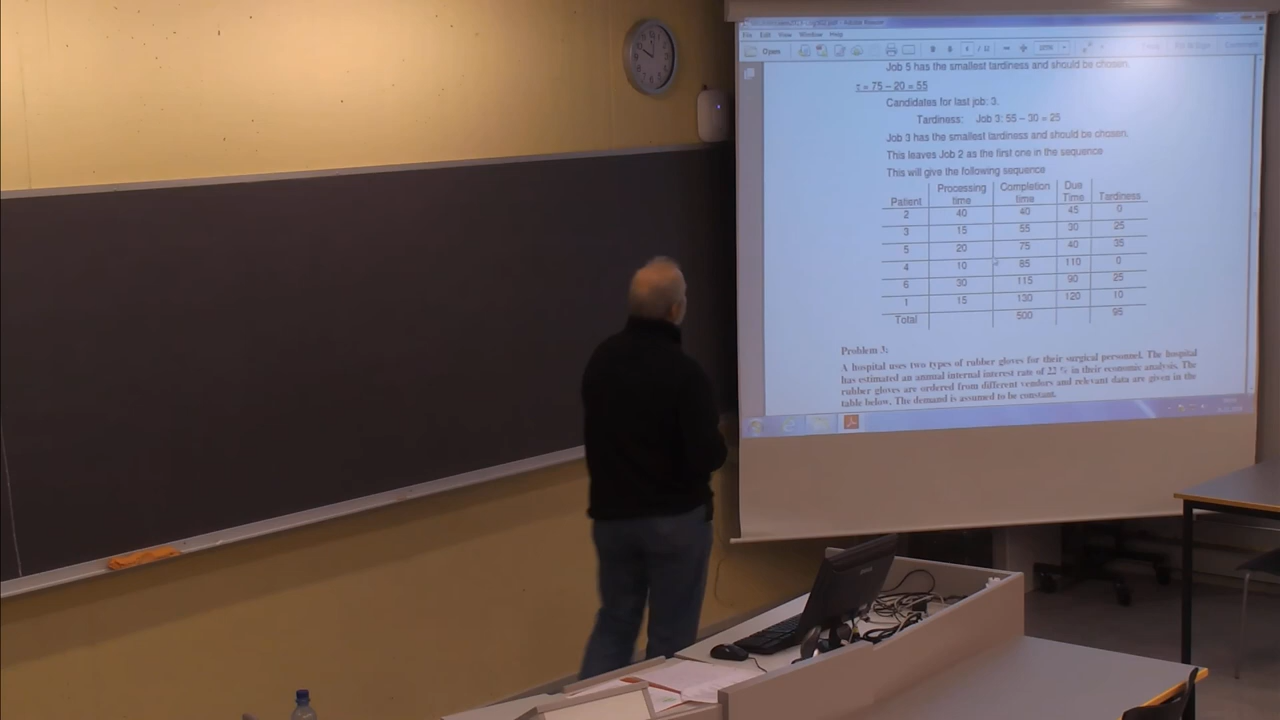 File Edit View Window Help
Open
Job 5 has the smallest tardiness and should be chosen.
τ = 75 – 20 = 55
Candidates for last job: 3.
Tardiness: Job 3: 55 – 30 = 25
Job 3 has the smallest tardiness and should be chosen.
This leaves Job 2 as the first one in the sequence
This will give the following sequence
Patient Processing time Completion time Due Time Tardiness
2 40 40 45 0
3 15 55 30 25
5 20 75 40 35
4 10 85 110 0
6 30 115 90 25
1 15 130 120 10
Total 500 95
Problem 3:
A hospital uses two types of rubber gloves for their surgical personnel. The hospital
has estimated an annual internal interest rate of 22 % in their economic analysis. The
rubber gloves are ordered from different vendors and relevant data are given in the
table below. The demand is assumed to be constant.